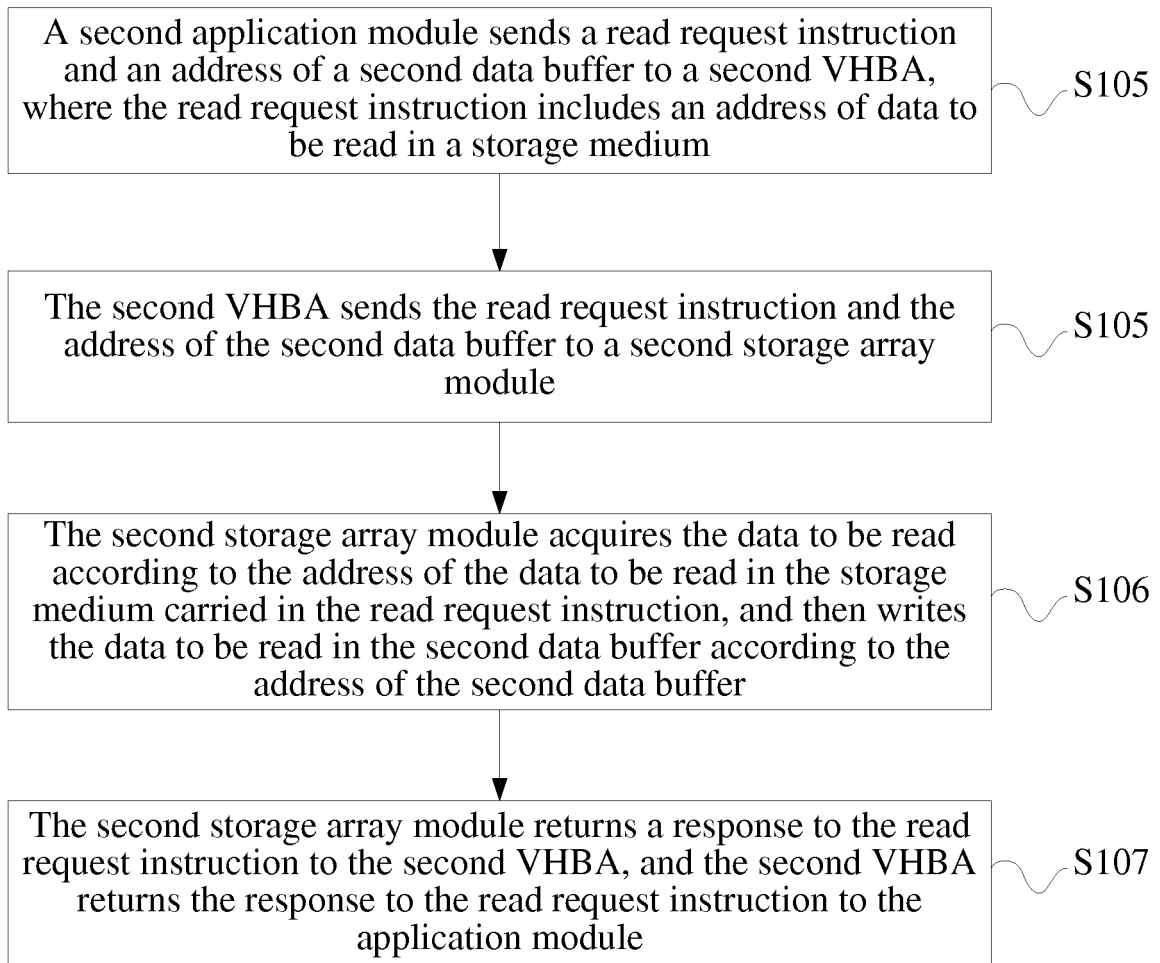 A second application module sends a read request instruction
and an address of a second data buffer to a second VHBA,
where the read request instruction includes an address of data to
be read in a storage medium
S105
The second VHBA sends the read request instruction and the
address of the second data buffer to a second storage array
module
S105
The second storage array module acquires the data to be read
according to the address of the data to be read in the storage
medium carried in the read request instruction, and then writes
the data to be read in the second data buffer according to the
address of the second data buffer
S106
The second storage array module returns a response to the read
request instruction to the second VHBA, and the second VHBA
returns the response to the read request instruction to the
application module
S107